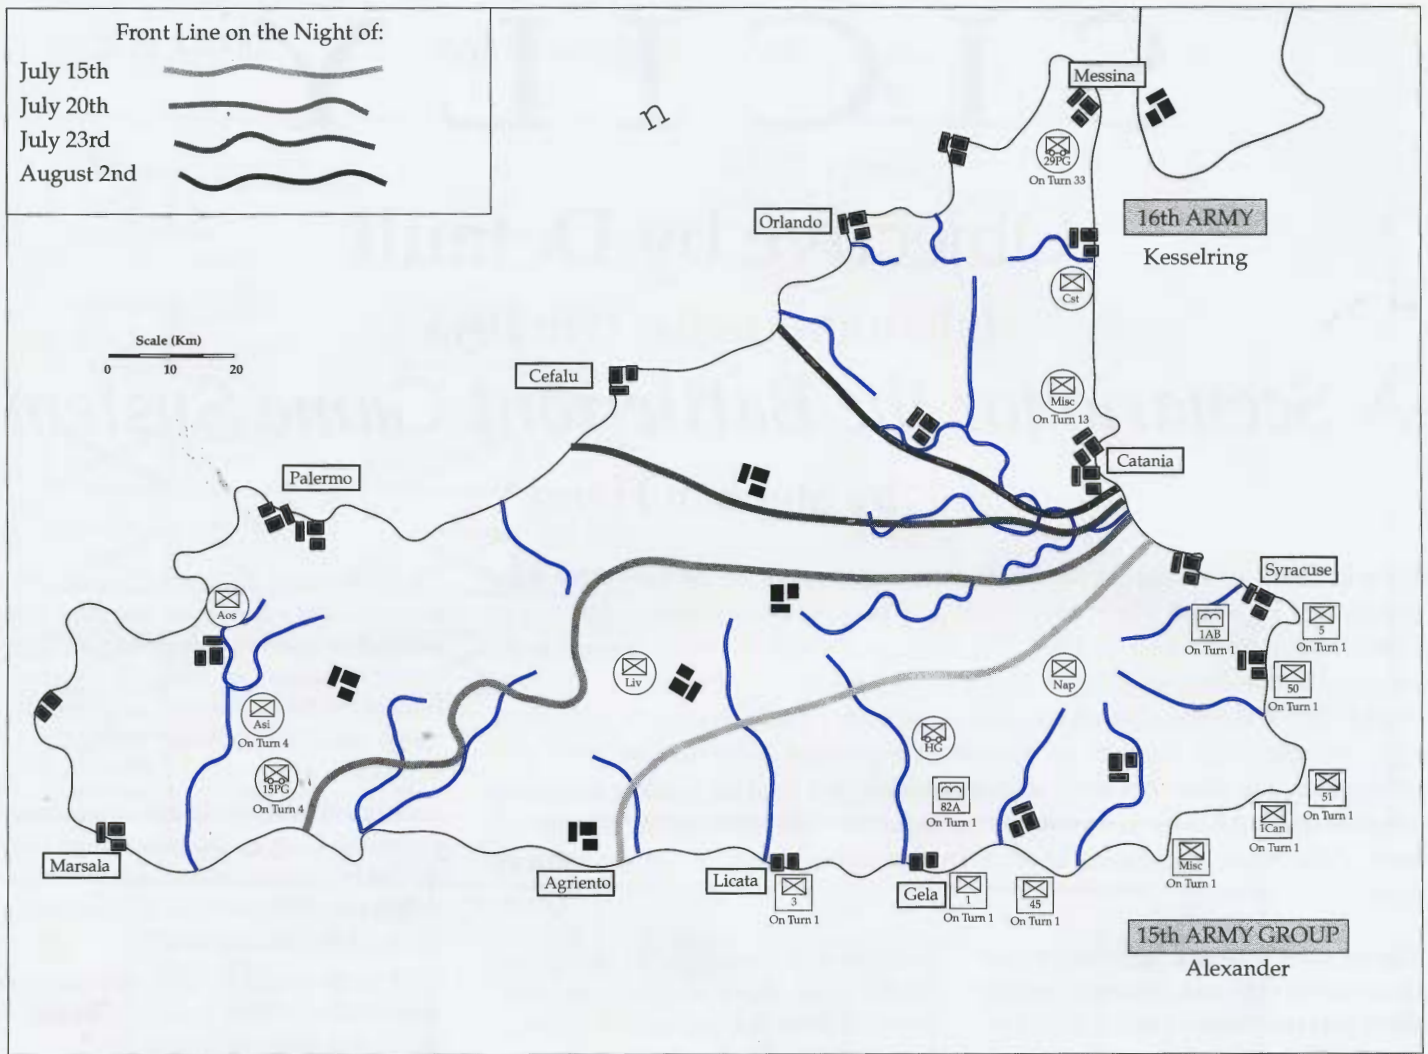 Front Line on the Night of:
July 15th
July 20th
July 23rd
August 2nd
n
Messina
29PG
On Turn 33
Orlando
16th ARMY
Kesselring
Cst
Scale (Km)
0 10 20
Cefalu
Misc
On Turn 13
Catania
Palermo
Syracuse
Aos
1AB
On Turn 1
5
On Turn 1
Liv
Nap
50
On Turn 1
Asi
On Turn 4
HG
15PG
On Turn 4
82A
On Turn 1
51
On Turn 1
1Can
On Turn 1
Marsala
Misc
On Turn 1
Agriento
Licata
3
On Turn 1
Gela
1
On Turn 1
45
On Turn 1
15th ARMY GROUP
Alexander